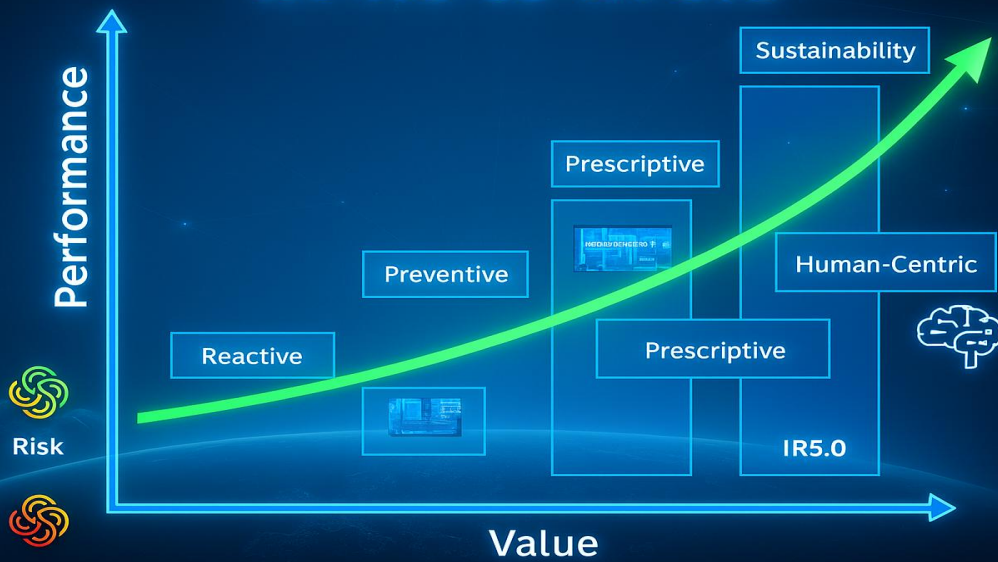 Sustainability
Prescriptive
Performance
Preventive
Human-Centric
Reactive
Prescriptive
Risk
IR5.0
Value